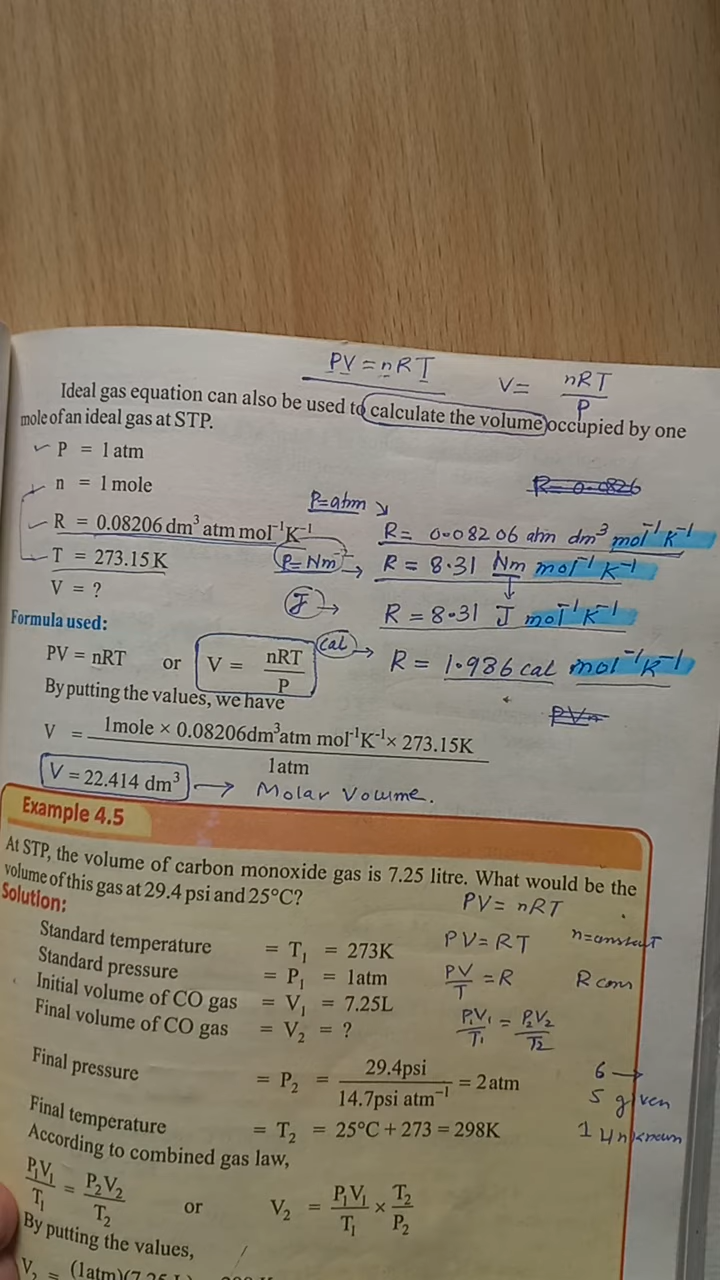 PV = nRT
V = nRT / P
Ideal gas equation can also be used to calculate the volume occupied by one
mole of an ideal gas at STP.
P = 1 atm
n = 1 mole
R = 0.0826
P=atm
R = 0.08206 dm³ atm mol⁻¹K⁻¹
R = 0.08206 atm dm³ mol⁻¹ K⁻¹
T = 273.15 K
P=Nm⁻² → R = 8.31 Nm mol⁻¹ K⁻¹
V = ?
J → R = 8.31 J mol⁻¹ K⁻¹
Formula used:
PV = nRT or V = nRT / P
Cal → R = 1.986 cal mol⁻¹ K⁻¹
By putting the values, we have
PV=
V = 1mole × 0.08206dm³atm mol⁻¹K⁻¹× 273.15K / 1atm
V = 22.414 dm³ → Molar Volume.
Example 4.5
At STP, the volume of carbon monoxide gas is 7.25 litre. What would be the
volume of this gas at 29.4 psi and 25°C?
PV = nRT
Solution:
Standard temperature = T₁ = 273K
PV = RT n=constant
Standard pressure = P₁ = 1atm
PV/T = R R cons
Initial volume of CO gas = V₁ = 7.25L
Final volume of CO gas = V₂ = ?
P₁V₁/T₁ = P₂V₂/T₂
Final pressure = P₂ = 29.4psi / 14.7psi atm⁻¹ = 2atm
6 →
5 given
Final temperature = T₂ = 25°C + 273 = 298K
1 Unknown
According to combined gas law,
P₁V₁/T₁ = P₂V₂/T₂ or V₂ = P₁V₁/T₁ × T₂/P₂
By putting the values,
V₂ = (1atm)